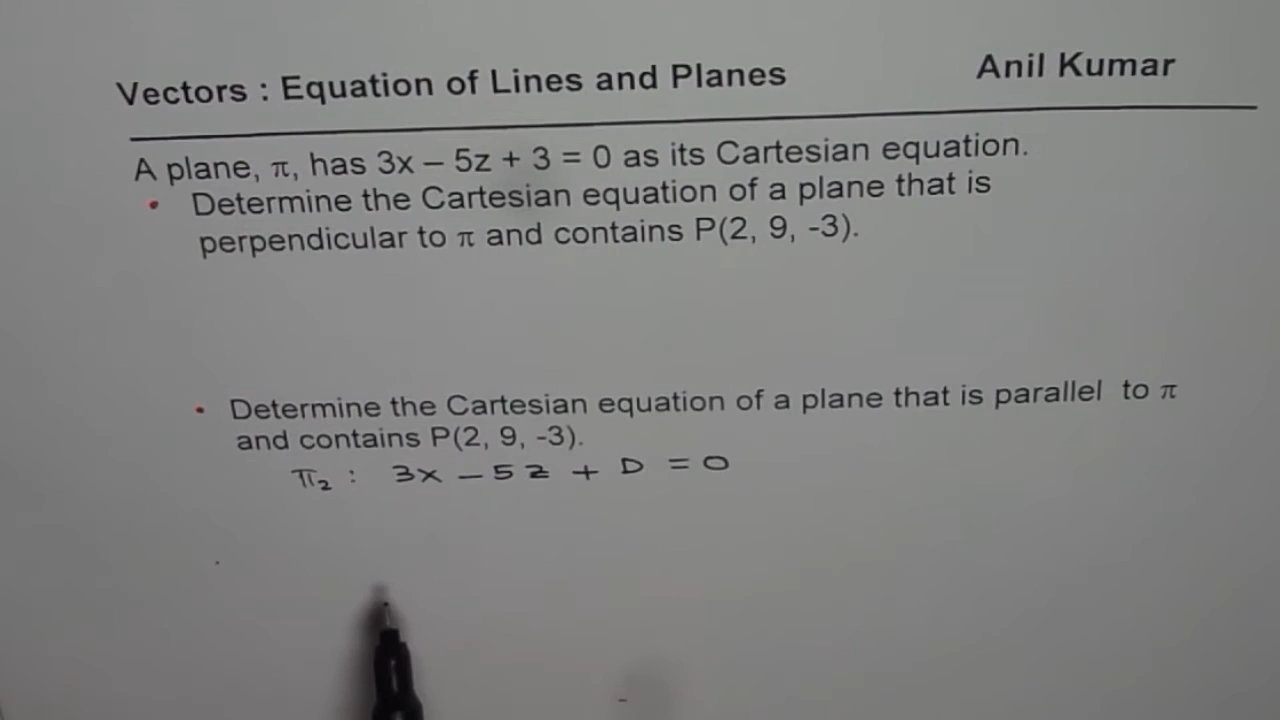 Vectors : Equation of Lines and Planes
Anil Kumar
A plane, π, has 3x – 5z + 3 = 0 as its Cartesian equation.
• Determine the Cartesian equation of a plane that is
perpendicular to π and contains P(2, 9, -3).
• Determine the Cartesian equation of a plane that is parallel to π
and contains P(2, 9, -3).
π₂ : 3x – 5z + D = 0